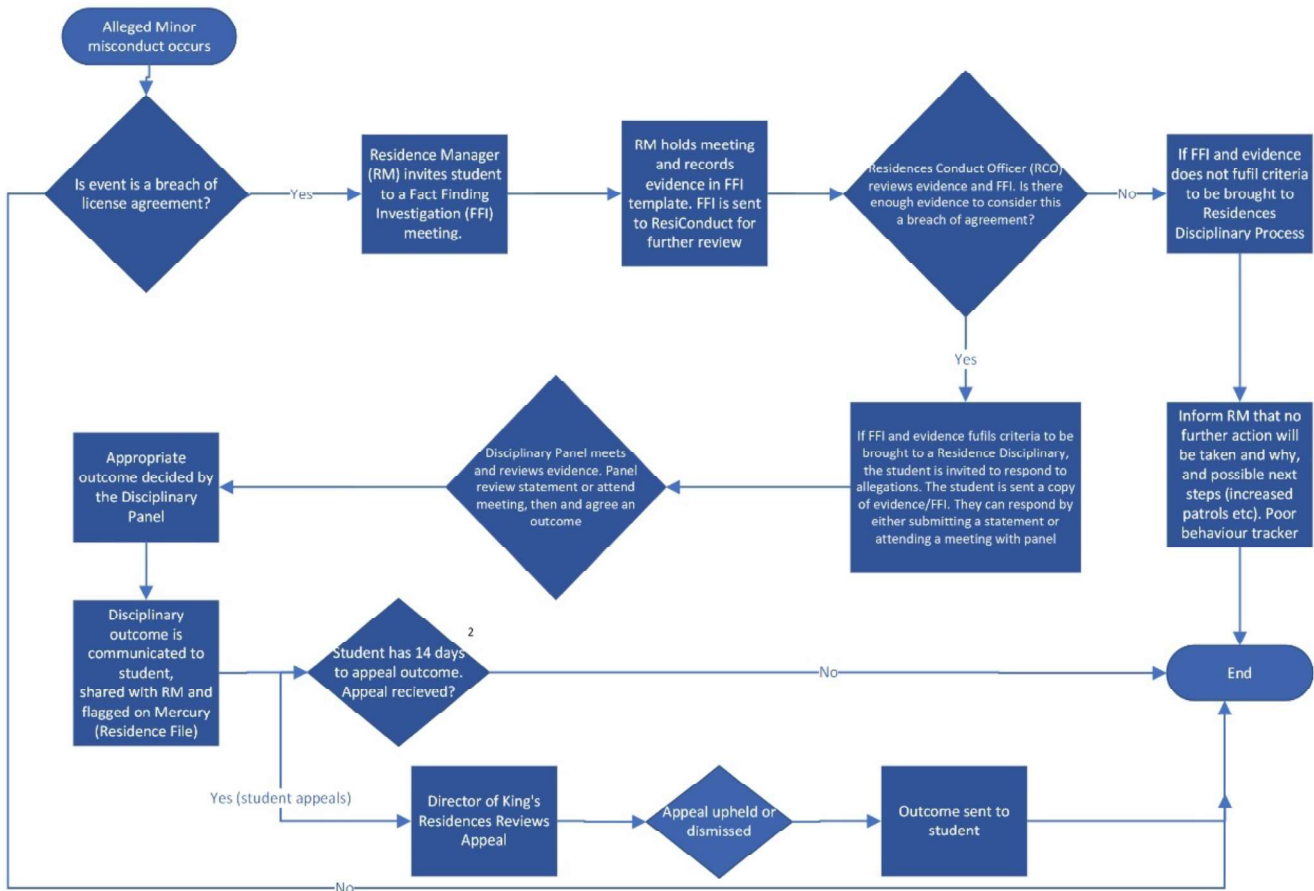 Alleged Minor
misconduct occurs
Is event is a breach of
license agreement?
Yes
Residence Manager
(RM) invites student
to a Fact Finding
Investigation (FFI)
meeting.
RM holds meeting
and records
evidence in FFI
template. FFI is sent
to ResiConduct for
further review
Residences Conduct Officer (RCO)
reviews evidence and FFI. Is there
enough evidence to consider this
a breach of agreement?
No
If FFI and evidence
does not fufil criteria
to be brought to
Residences
Disciplinary Process
Yes
Inform RM that no
further action will
be taken and why,
and possible next
steps (increased
patrols etc). Poor
behaviour tracker
If FFI and evidence fufils criteria to be
brought to a Residence Disciplinary,
the student is invited to respond to
allegations. The student is sent a copy
of evidence/FFI. They can respond by
either submitting a statement or
attending a meeting with panel
Disciplinary Panel meets
and reviews evidence. Panel
review statement or attend
meeting, then and agree an
outcome
Appropriate
outcome decided by
the Disciplinary
Panel
Disciplinary
outcome is
communicated to
student,
shared with RM and
flagged on Mercury
(Residence File)
2
Student has 14 days
to appeal outcome.
Appeal recieved?
No
End
Yes (student appeals)
Director of King's
Residences Reviews
Appeal
Appeal upheld or
dismissed
Outcome sent to
student
No